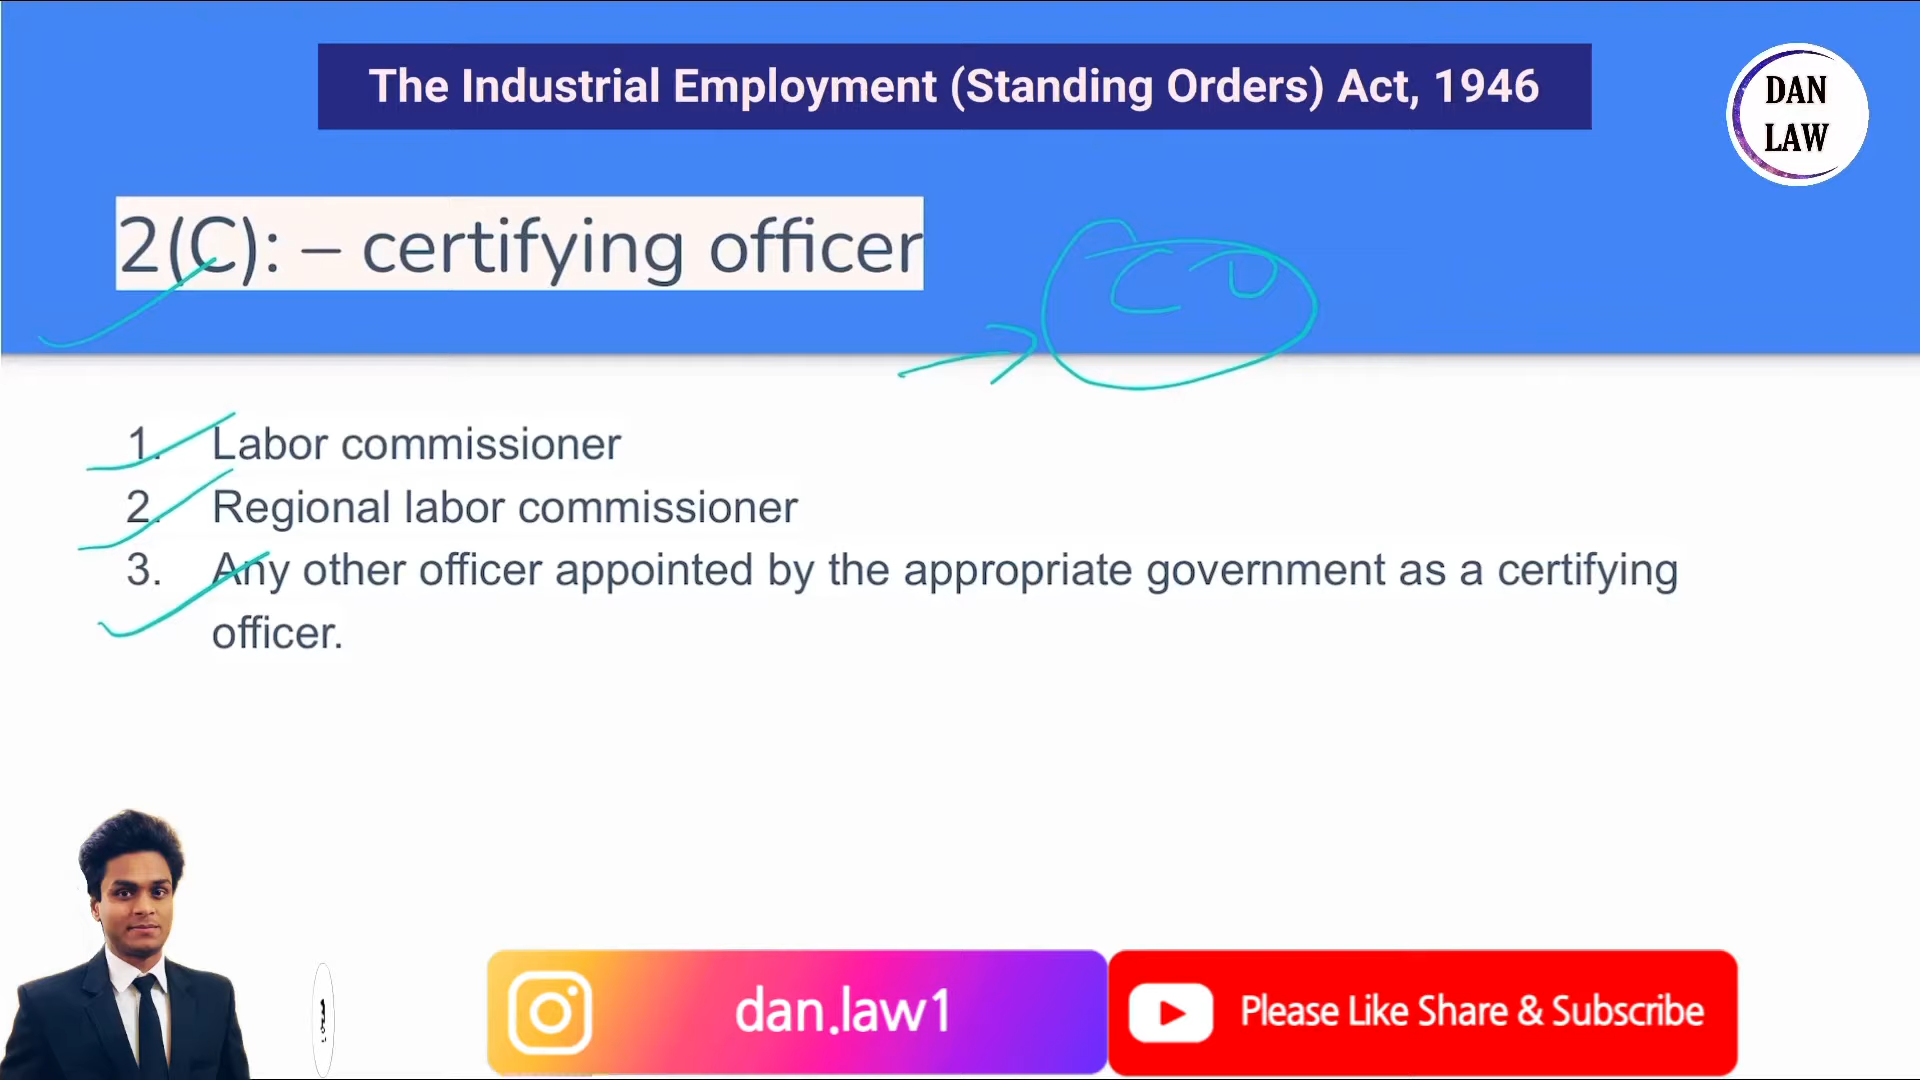 The Industrial Employment (Standing Orders) Act, 1946
DAN
LAW
2(C): – certifying officer
CO
1. Labor commissioner
2. Regional labor commissioner
3. Any other officer appointed by the appropriate government as a certifying
officer.
dan.law1
Please Like Share & Subscribe